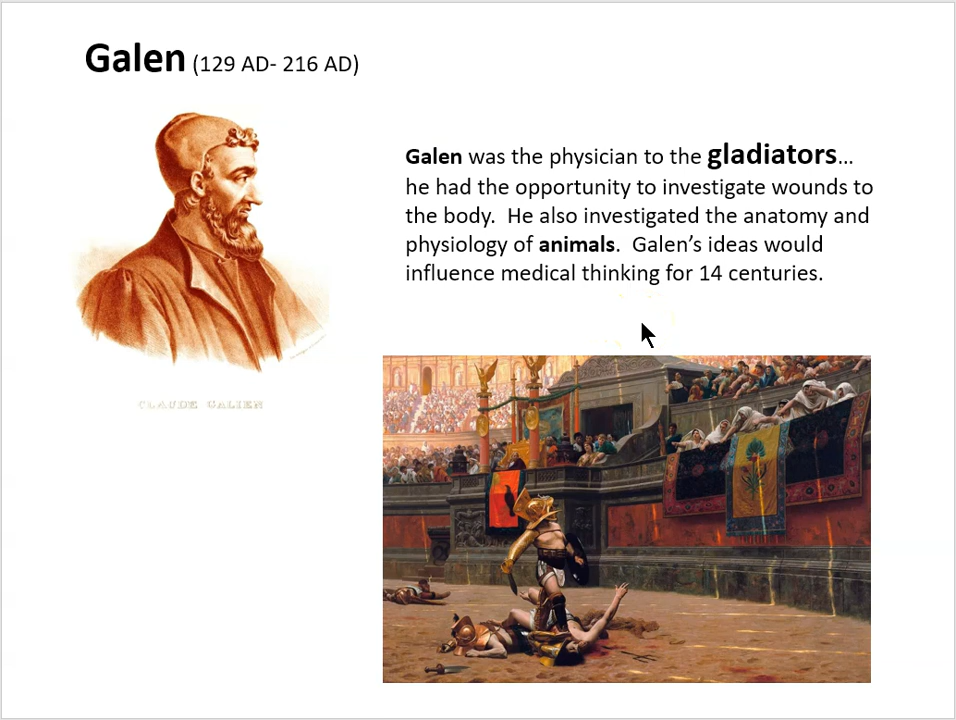 Galen (129 AD- 216 AD)
Galen was the physician to the gladiators…
he had the opportunity to investigate wounds to
the body.  He also investigated the anatomy and
physiology of animals.  Galen’s ideas would
influence medical thinking for 14 centuries.
CLAUDE GALIEN